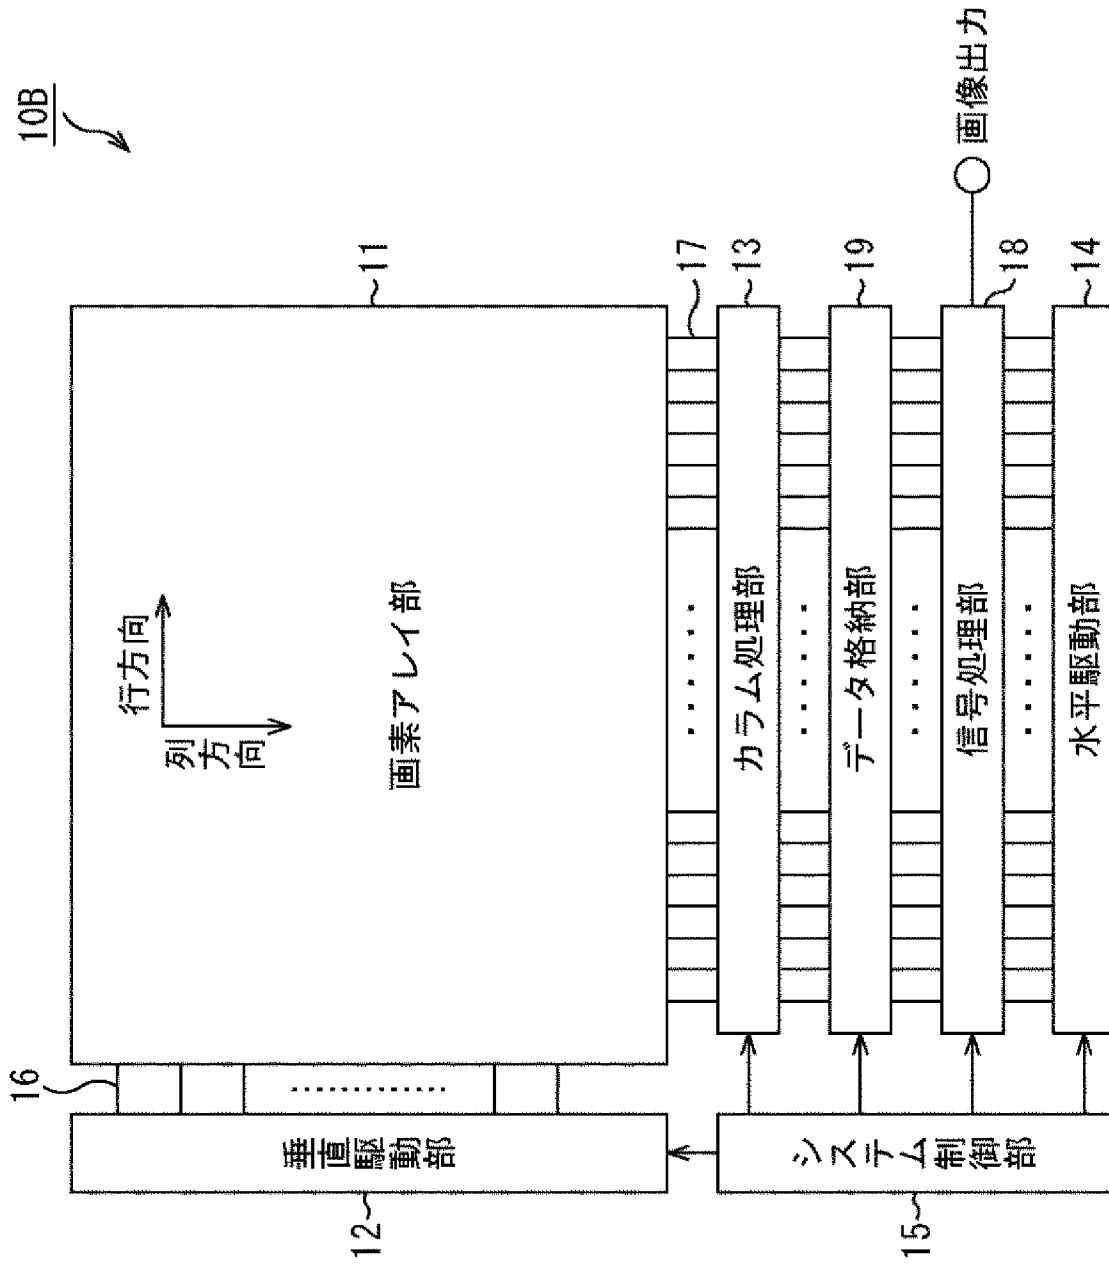 10B
行方向
列方向
画素アレイ部
11
16
垂直駆動部
12
17
カラム処理部
13
データ格納部
19
信号処理部
18
画像出力
水平駆動部
14
システム制御部
15